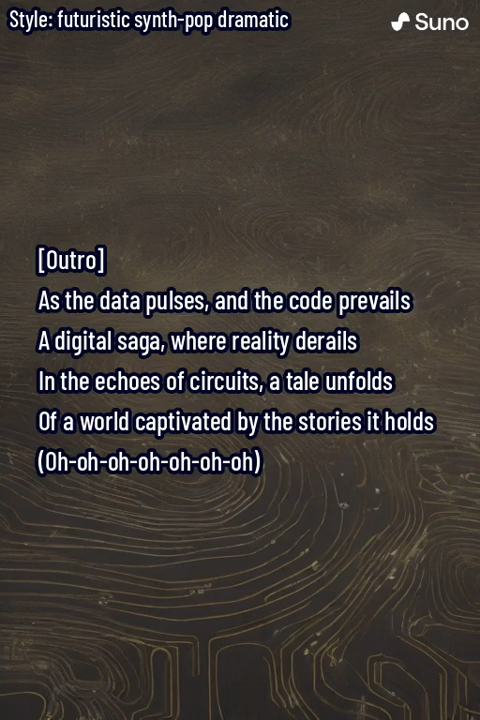 Style: futuristic synth-pop dramatic
Suno
[Outro]
As the data pulses, and the code prevails
A digital saga, where reality derails
In the echoes of circuits, a tale unfolds
Of a world captivated by the stories it holds
(Oh-oh-oh-oh-oh-oh-oh)